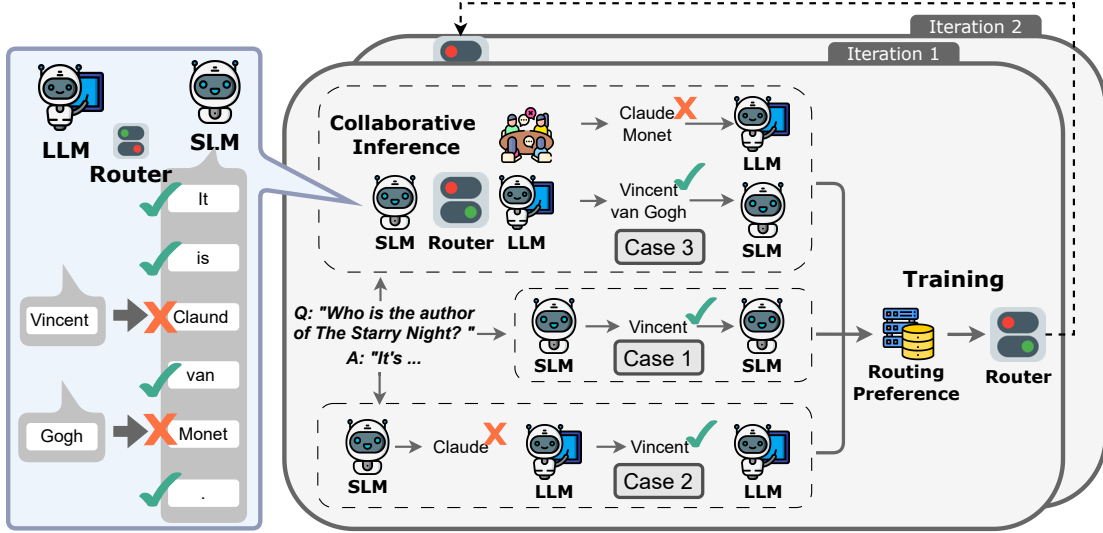 Iteration 2
Iteration 1
LLM
SLM
Router
It
is
Vincent
Claund
van
Gogh
Monet
.
Collaborative
Inference
Claude
Monet
LLM
SLM
Router
LLM
Vincent
van Gogh
SLM
Case 3
Q: "Who is the author
of The Starry Night? "
A: "It's ...
SLM
Vincent
SLM
Case 1
SLM
Claude
LLM
Vincent
LLM
Case 2
Training
Routing
Preference
Router